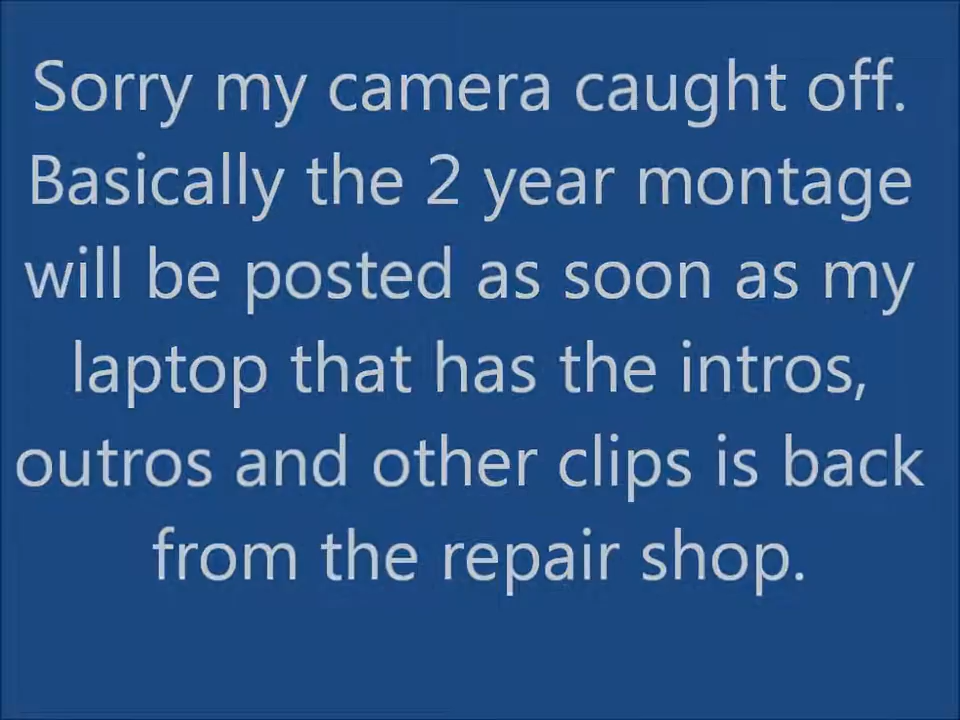 Sorry my camera caught off.
Basically the 2 year montage
will be posted as soon as my
laptop that has the intros,
outros and other clips is back
from the repair shop.